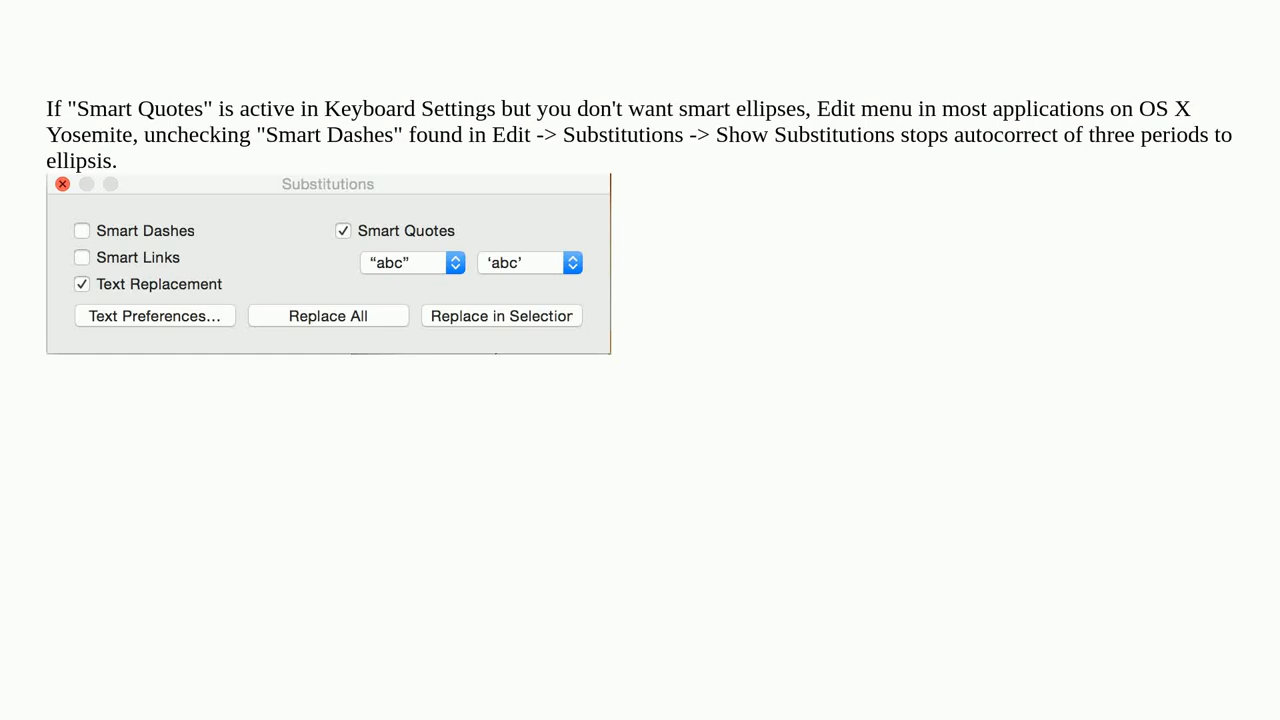 If "Smart Quotes" is active in Keyboard Settings but you don't want smart ellipses, Edit menu in most applications on OS X
Yosemite, unchecking "Smart Dashes" found in Edit -> Substitutions -> Show Substitutions stops autocorrect of three periods to
ellipsis.
Substitutions
Smart Dashes
Smart Quotes
Smart Links
“abc” ‘abc’
Text Replacement
Text Preferences… Replace All Replace in Selection